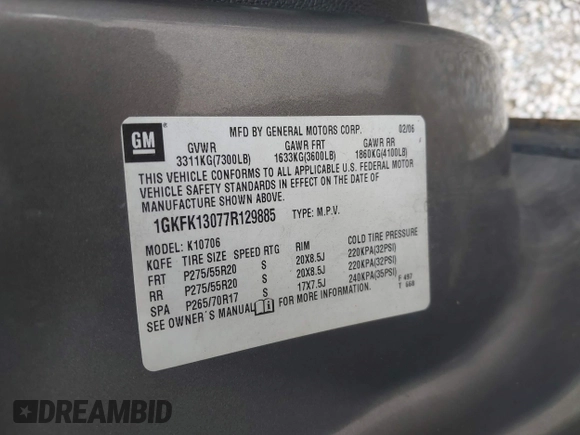 GM
MFD BY GENERAL MOTORS CORP. 02/06
GVWR GAWR FRT GAWR RR
3311KG(7300LB) 1633KG(3600LB) 1860KG(4100LB)
THIS VEHICLE CONFORMS TO ALL APPLICABLE U.S. FEDERAL MOTOR
VEHICLE SAFETY STANDARDS IN EFFECT ON THE DATE OF
MANUFACTURE SHOWN ABOVE.
1GKFK13077R129885 TYPE: M.P.V.
MODEL: K10706
KQFE TIRE SIZE SPEED RTG RIM COLD TIRE PRESSURE
FRT P275/55R20 S 20X8.5J 220KPA(32PSI)
RR P275/55R20 S 20X8.5J 220KPA(32PSI)
SPA P265/70R17 S 17X7.5J 240KPA(35PSI)
SEE OWNER'S MANUAL FOR MORE INFORMATION.
F 497
T 668
DREAMBID